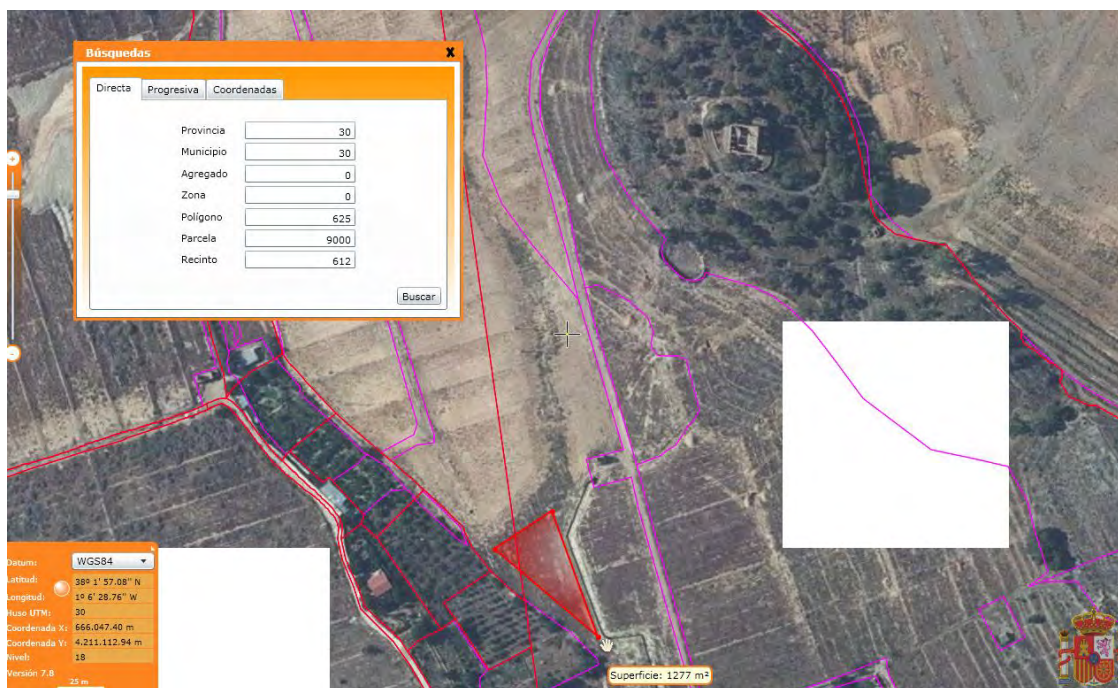 Búsquedas X
Directa Progresiva Coordenadas
Provincia 30
Municipio 30
Agregado 0
Zona 0
Polígono 625
Parcela 9000
Recinto 612
Buscar
+
-
Datum: WGS84
Latitud: 38º 1' 57.08" N
Longitud: 1º 6' 28.76" W
Huso UTM: 30
Coordenada X: 666.047.40 m
Coordenada Y: 4.211.112.94 m
Nivel: 18
Versión 7.8
25 m
Superficie: 1277 m²